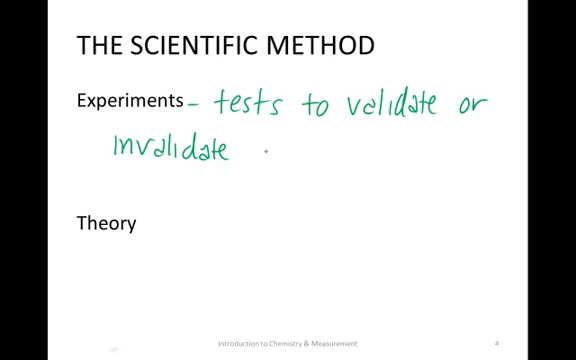 THE SCIENTIFIC METHOD
Experiments - tests to validate or
invalidate
Theory
Introduction to Chemistry & Measurement
4